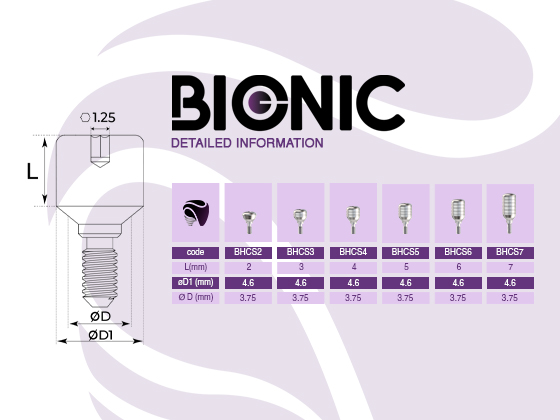 BIONIC
DETAILED INFORMATION
⬡1.25
L
ØD
ØD1
code BHCS2 BHCS3 BHCS4 BHCS5 BHCS6 BHCS7
L(mm) 2 3 4 5 6 7
øD1 (mm) 4.6 4.6 4.6 4.6 4.6 4.6
Ø D (mm) 3.75 3.75 3.75 3.75 3.75 3.75